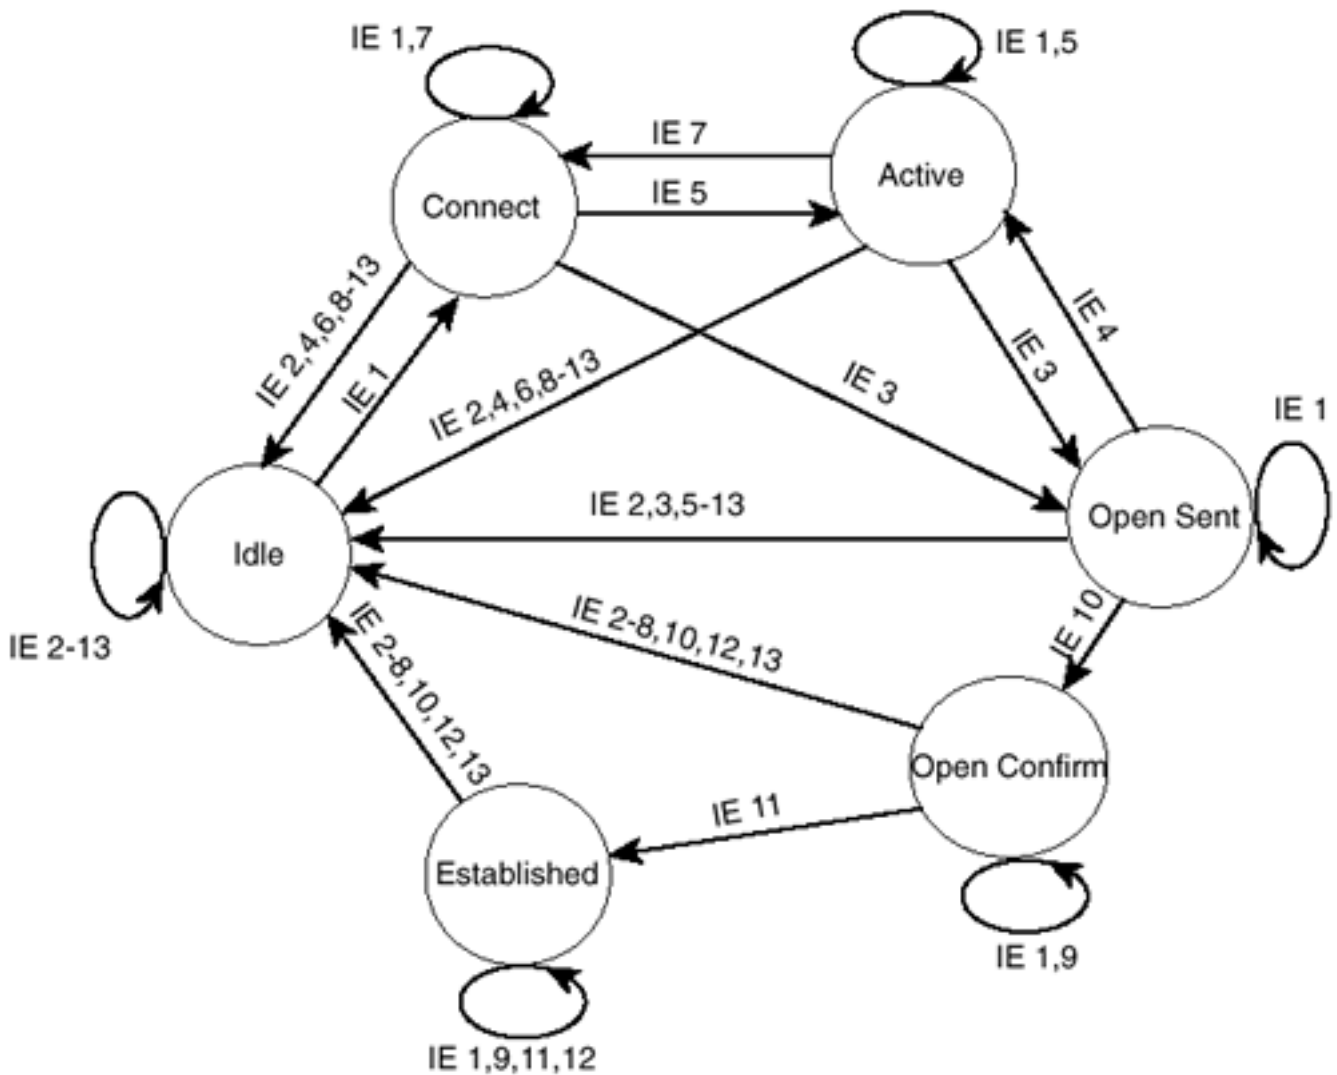 IE 1,7
IE 1,5
IE 7
Active
IE 5
Connect
IE 2,4,6,8-13
IE 1
IE 2,4,6,8-13
IE 3
IE 3
IE 4
IE 1
IE 2,3,5-13
Open Sent
Idle
IE 2-13
IE 2-8,10,12,13
IE 2-8,10,12,13
IE 10
Open Confirm
IE 11
Established
IE 1,9
IE 1,9,11,12